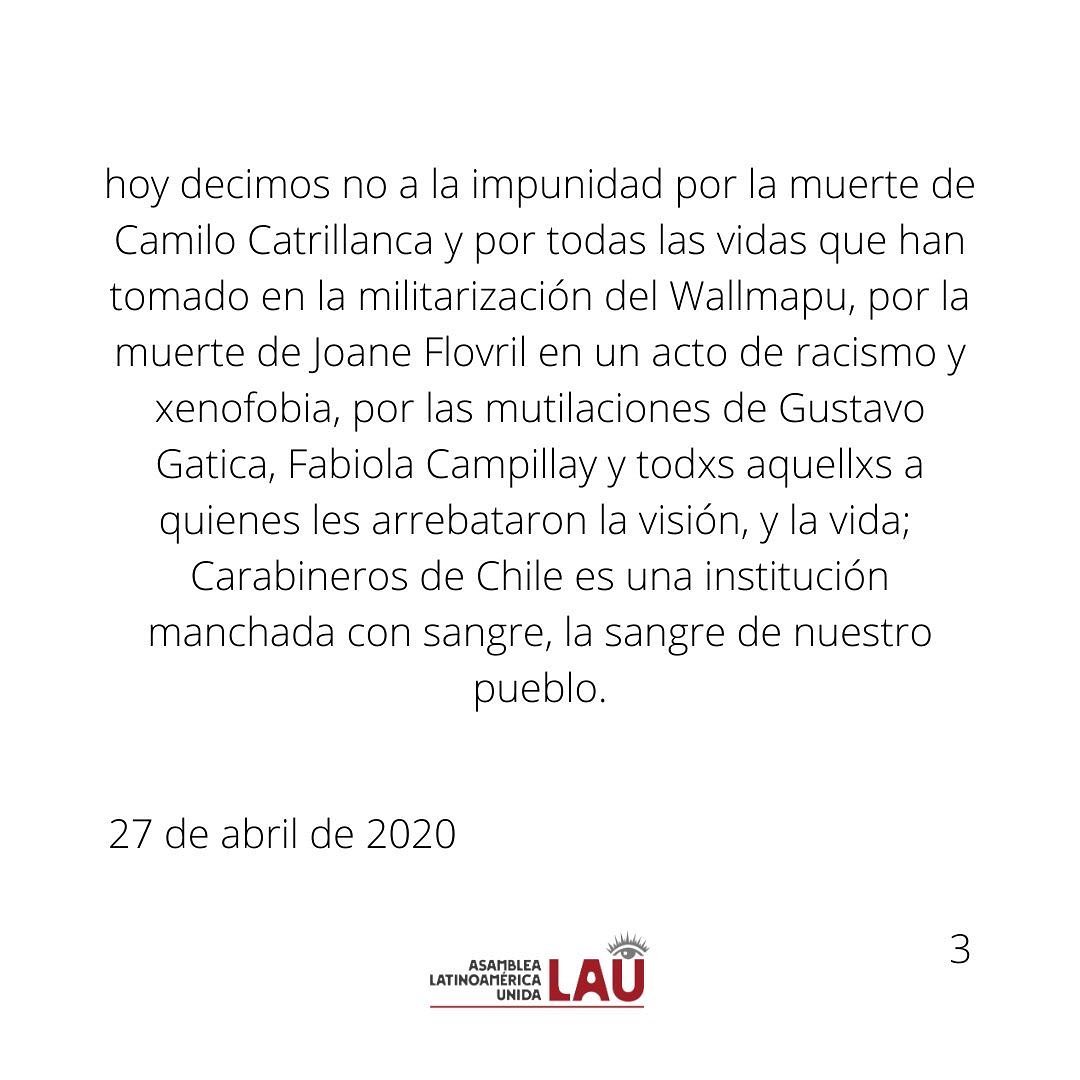 hoy decimos no a la impunidad por la muerte de
Camilo Catrillanca y por todas las vidas que han
tomado en la militarización del Wallmapu, por la
muerte de Joane Flovril en un acto de racismo y
xenofobia, por las mutilaciones de Gustavo
Gatica, Fabiola Campillay y todxs aquellxs a
quienes les arrebataron la visión, y la vida;
Carabineros de Chile es una institución
manchada con sangre, la sangre de nuestro
pueblo.
27 de abril de 2020
3
ASAMBLEA
LATINOAMÉRICA
UNIDA
LAU